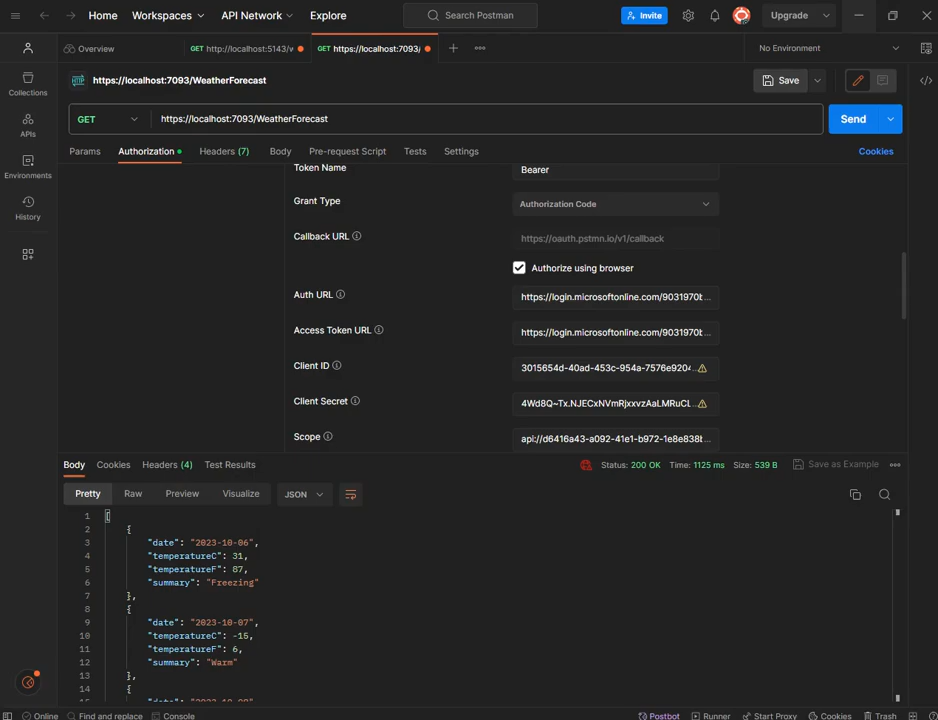 Home Workspaces API Network Explore Search Postman Invite Upgrade
Overview GET http://localhost:5143/w GET https://localhost:7093/ No Environment
HTTP https://localhost:7093/WeatherForecast Save
GET https://localhost:7093/WeatherForecast Send
Params Authorization Headers (7) Body Pre-request Script Tests Settings Cookies
Collections
APIs
Environments
History
Token Name Bearer
Grant Type Authorization Code
Callback URL https://oauth.pstmn.io/v1/callback
Authorize using browser
Auth URL https://login.microsoftonline.com/9031970b...
Access Token URL https://login.microsoftonline.com/9031970b...
Client ID 3015654d-40ad-453c-954a-7576e9204...
Client Secret 4Wd8Q~Tx.NJECxNVmRjxxvzAaLMRuCL...
Scope api://d6416a43-a092-41e1-b972-1e8e838b...
Body Cookies Headers (4) Test Results Status: 200 OK Time: 1125 ms Size: 539 B Save as Example
Pretty Raw Preview Visualize JSON
1 [
2 {
3 "date": "2023-10-06",
4 "temperatureC": 31,
5 "temperatureF": 87,
6 "summary": "Freezing"
7 },
8 {
9 "date": "2023-10-07",
10 "temperatureC": -15,
11 "temperatureF": 6,
12 "summary": "Warm"
13 },
14 {
Online Find and replace Console Postbot Runner Start Proxy Cookies Trash